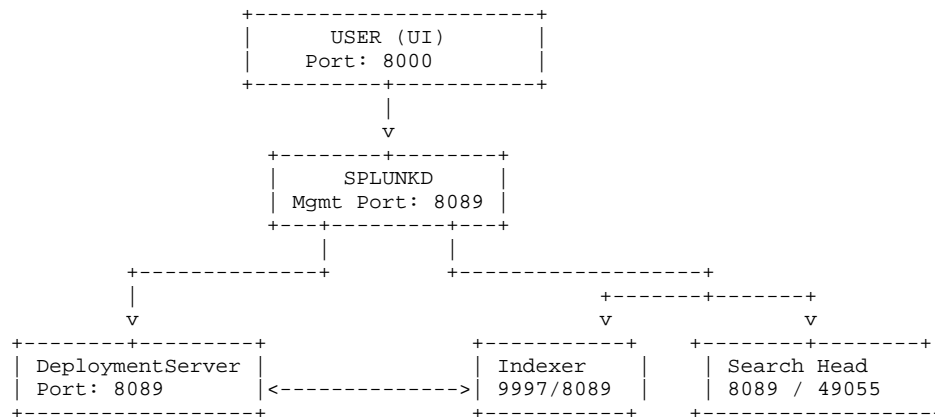 USER (UI)
Port: 8000
SPLUNKD
Mgmt Port: 8089
DeploymentServer
Port: 8089
Indexer
9997/8089
Search Head
8089 / 49055